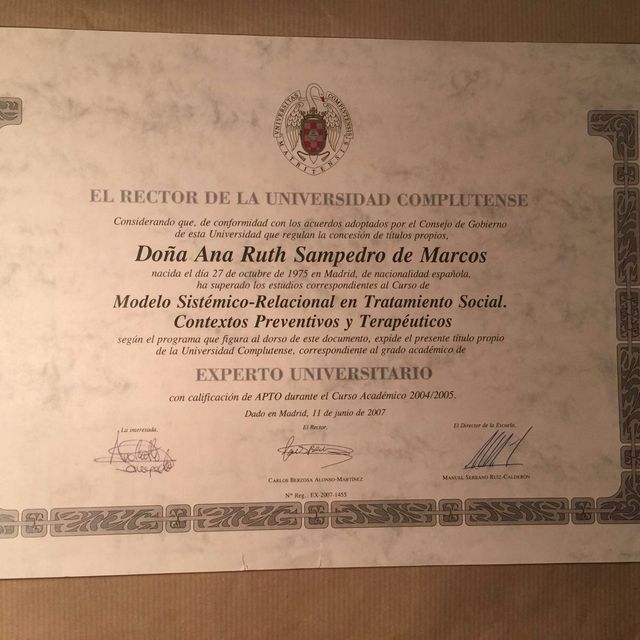 UNIVERSITAS COMPLUTENSIS
MATRITENSIS
EL RECTOR DE LA UNIVERSIDAD COMPLUTENSE
Considerando que, de conformidad con los acuerdos adoptados por el Consejo de Gobierno
de esta Universidad que regulan la concesión de títulos propios,
Doña Ana Ruth Sampedro de Marcos
nacida el día 27 de octubre de 1975 en Madrid, de nacionalidad española,
ha superado los estudios correspondientes al Curso de
Modelo Sistémico-Relacional en Tratamiento Social.
Contextos Preventivos y Terapéuticos
según el programa que figura al dorso de este documento, expide el presente título propio
de la Universidad Complutense, correspondiente al grado académico de
EXPERTO UNIVERSITARIO
con calificación de APTO durante el Curso Académico 2004/2005.
Dado en Madrid, 11 de junio de 2007
La interesada, El Rector, El Director de la Escuela,
CARLOS BERZOSA ALONSO-MARTÍNEZ MANUEL SERRANO RUIZ-CALDERÓN
Nº Reg. EX-2007-1455